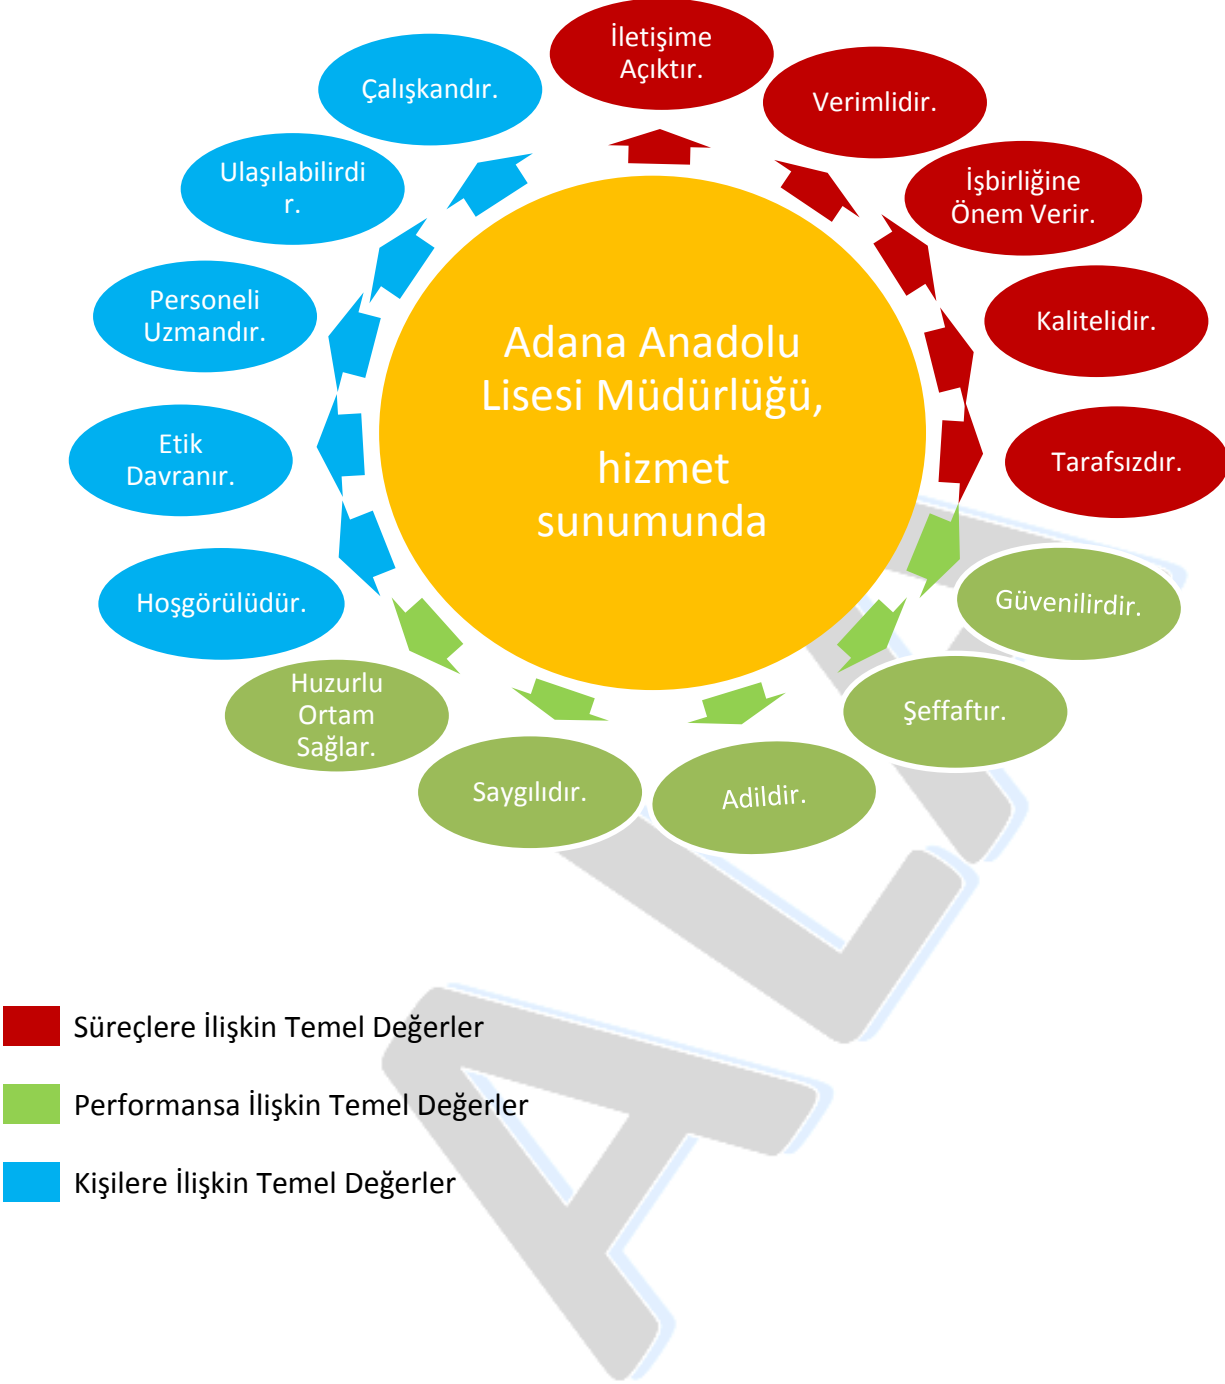 İletişime
Açıktır.
Verimlidir.
İşbirliğine
Önem Verir.
Kalitelidir.
Tarafsızdır.
Güvenilirdir.
Şeffaftır.
Adildir.
Saygılıdır.
Huzurlu
Ortam
Sağlar.
Hoşgörülüdür.
Etik
Davranır.
Personeli
Uzmandır.
Ulaşılabilirdi
r.
Çalışkandır.
Adana Anadolu
Lisesi Müdürlüğü,
hizmet
sunumunda
Süreçlere İlişkin Temel Değerler
Performansa İlişkin Temel Değerler
Kişilere İlişkin Temel Değerler